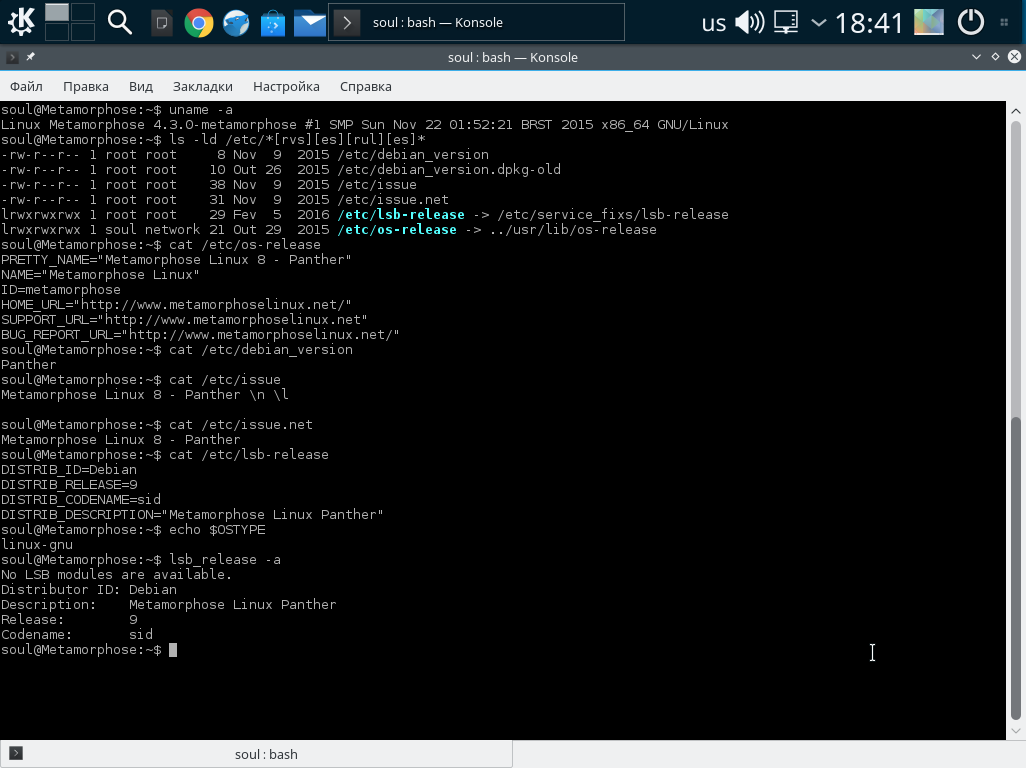 soul : bash — Konsole
us
18:41
soul : bash — Konsole
Файл Правка Вид Закладки Настройка Справка
soul@Metamorphose:~$ uname -a
Linux Metamorphose 4.3.0-metamorphose #1 SMP Sun Nov 22 01:52:21 BRST 2015 x86_64 GNU/Linux
soul@Metamorphose:~$ ls -ld /etc/*[rvs][es][rul][es]*
-rw-r--r-- 1 root root     8 Nov  9  2015 /etc/debian_version
-rw-r--r-- 1 root root    10 Out 26  2015 /etc/debian_version.dpkg-old
-rw-r--r-- 1 root root    38 Nov  9  2015 /etc/issue
-rw-r--r-- 1 root root    31 Nov  9  2015 /etc/issue.net
lrwxrwxrwx 1 root root    29 Fev  5  2016 /etc/lsb-release -> /etc/service_fixs/lsb-release
lrwxrwxrwx 1 soul network 21 Out 29  2015 /etc/os-release -> ../usr/lib/os-release
soul@Metamorphose:~$ cat /etc/os-release
PRETTY_NAME="Metamorphose Linux 8 - Panther"
NAME="Metamorphose Linux"
ID=metamorphose
HOME_URL="http://www.metamorphoselinux.net/"
SUPPORT_URL="http://www.metamorphoselinux.net"
BUG_REPORT_URL="http://www.metamorphoselinux.net/"
soul@Metamorphose:~$ cat /etc/debian_version
Panther
soul@Metamorphose:~$ cat /etc/issue
Metamorphose Linux 8 - Panther \n \l
soul@Metamorphose:~$ cat /etc/issue.net
Metamorphose Linux 8 - Panther
soul@Metamorphose:~$ cat /etc/lsb-release
DISTRIB_ID=Debian
DISTRIB_RELEASE=9
DISTRIB_CODENAME=sid
DISTRIB_DESCRIPTION="Metamorphose Linux Panther"
soul@Metamorphose:~$ echo $OSTYPE
linux-gnu
soul@Metamorphose:~$ lsb_release -a
No LSB modules are available.
Distributor ID: Debian
Description:    Metamorphose Linux Panther
Release:        9
Codename:       sid
soul@Metamorphose:~$
soul : bash